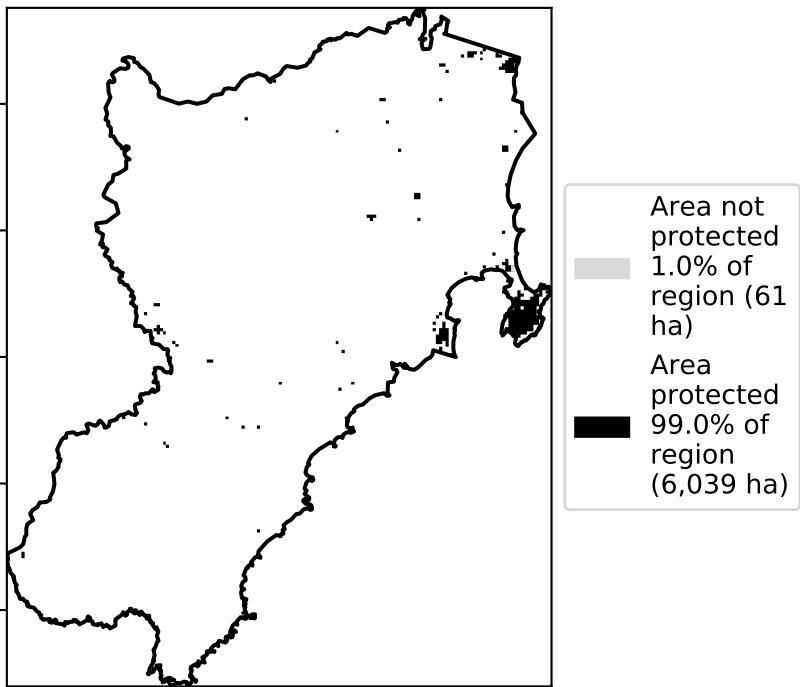 Area not
protected
1.0% of
region (61
ha)
Area
protected
99.0% of
region
(6,039 ha)